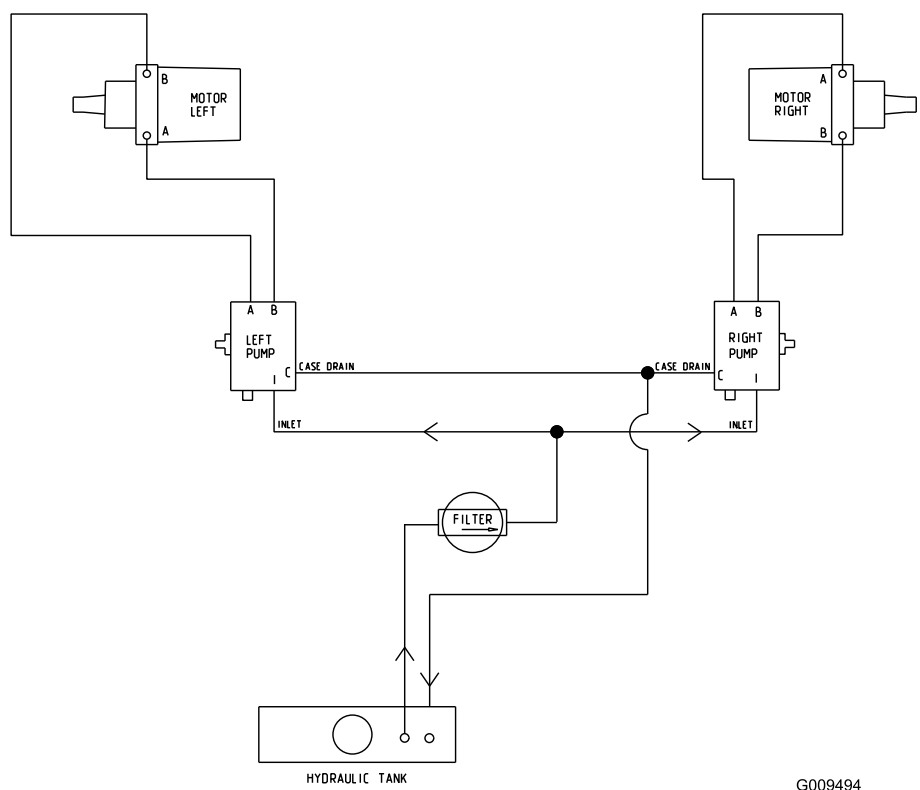 B
MOTOR
LEFT
A
A
MOTOR
RIGHT
B
A B
LEFT
PUMP
C
I
CASE DRAIN
INLET
A B
RIGHT
PUMP
CASE DRAIN
C
I
INLET
FILTER
HYDRAULIC TANK
G009494